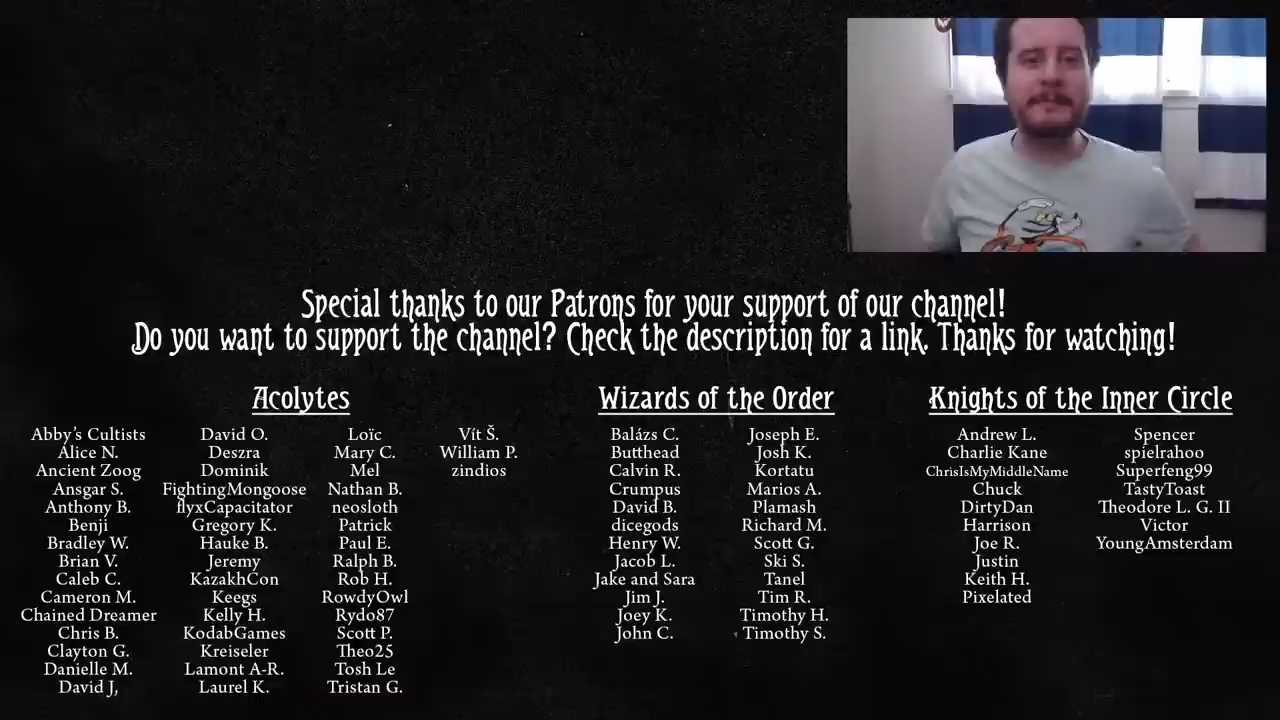 Special thanks to our Patrons for your support of our channel!
Do you want to support the channel? Check the description for a link. Thanks for watching!
Acolytes
Abby's Cultists
Alice N.
Ancient Zoog
Ansgar S.
Anthony B.
Benji
Bradley W.
Brian V.
Caleb C.
Cameron M.
Chained Dreamer
Chris B.
Clayton G.
Danielle M.
David J,
David O.
Deszra
Dominik
FightingMongoose
flyxCapacitator
Gregory K.
Hauke B.
Jeremy
KazakhCon
Keegs
Kelly H.
KodabGames
Kreiseler
Lamont A-R.
Laurel K.
Loïc
Mary C.
Mel
Nathan B.
neosloth
Patrick
Paul E.
Ralph B.
Rob H.
RowdyOwl
Rydo87
Scott P.
Theo25
Tosh Le
Tristan G.
Vít Š.
William P.
zindios
Wizards of the Order
Balázs C.
Butthead
Calvin R.
Crumpus
David B.
dicegods
Henry W.
Jacob L.
Jake and Sara
Jim J.
Joey K.
John C.
Joseph E.
Josh K.
Kortatu
Marios A.
Plamash
Richard M.
Scott G.
Ski S.
Tanel
Tim R.
Timothy H.
Timothy S.
Knights of the Inner Circle
Andrew L.
Charlie Kane
ChrisIsMyMiddleName
Chuck
DirtyDan
Harrison
Joe R.
Justin
Keith H.
Pixelated
Spencer
spielrahoo
Superfeng99
TastyToast
Theodore L. G. II
Victor
YoungAmsterdam